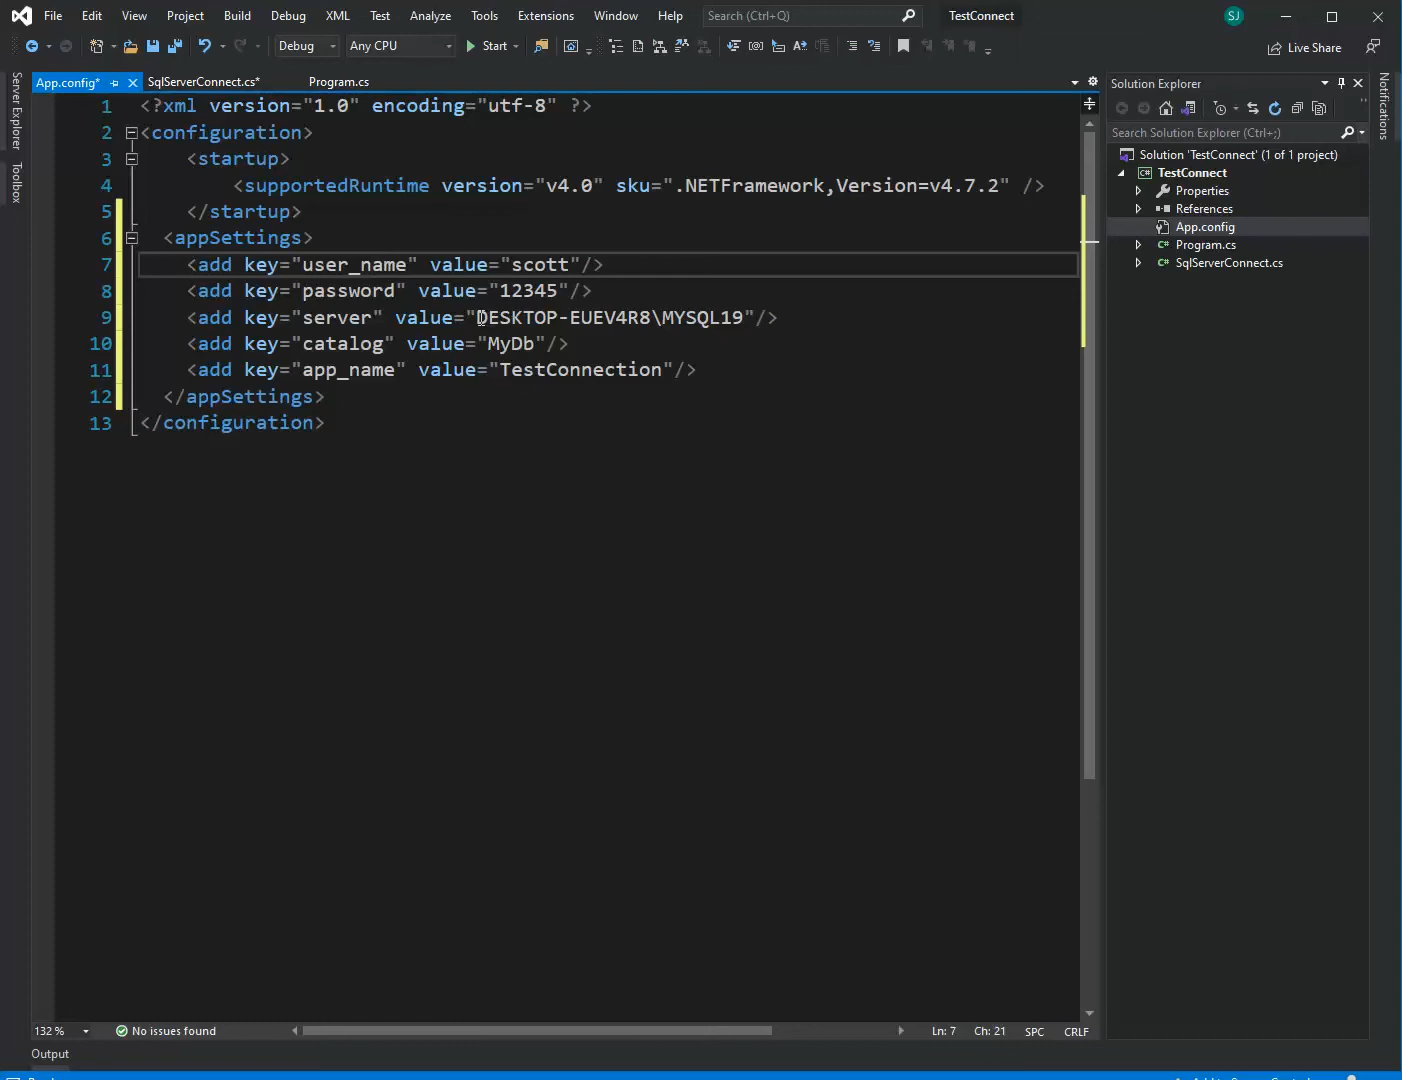 File Edit View Project Build Debug XML Test Analyze Tools Extensions Window Help Search (Ctrl+Q) TestConnect SJ
Debug Any CPU Start Live Share
App.config* SqlServerConnect.cs* Program.cs
Server Explorer
Toolbox
1 <?xml version="1.0" encoding="utf-8" ?>
2 <configuration>
3 <startup>
4 <supportedRuntime version="v4.0" sku=".NETFramework,Version=v4.7.2" />
5 </startup>
6 <appSettings>
7 <add key="user_name" value="scott"/>
8 <add key="password" value="12345"/>
9 <add key="server" value="DESKTOP-EUEV4R8\MYSQL19"/>
10 <add key="catalog" value="MyDb"/>
11 <add key="app_name" value="TestConnection"/>
12 </appSettings>
13 </configuration>
132 % No issues found Ln: 7 Ch: 21 SPC CRLF
Output
Solution Explorer
Search Solution Explorer (Ctrl+;)
Solution 'TestConnect' (1 of 1 project)
TestConnect
Properties
References
App.config
Program.cs
SqlServerConnect.cs
Notifications